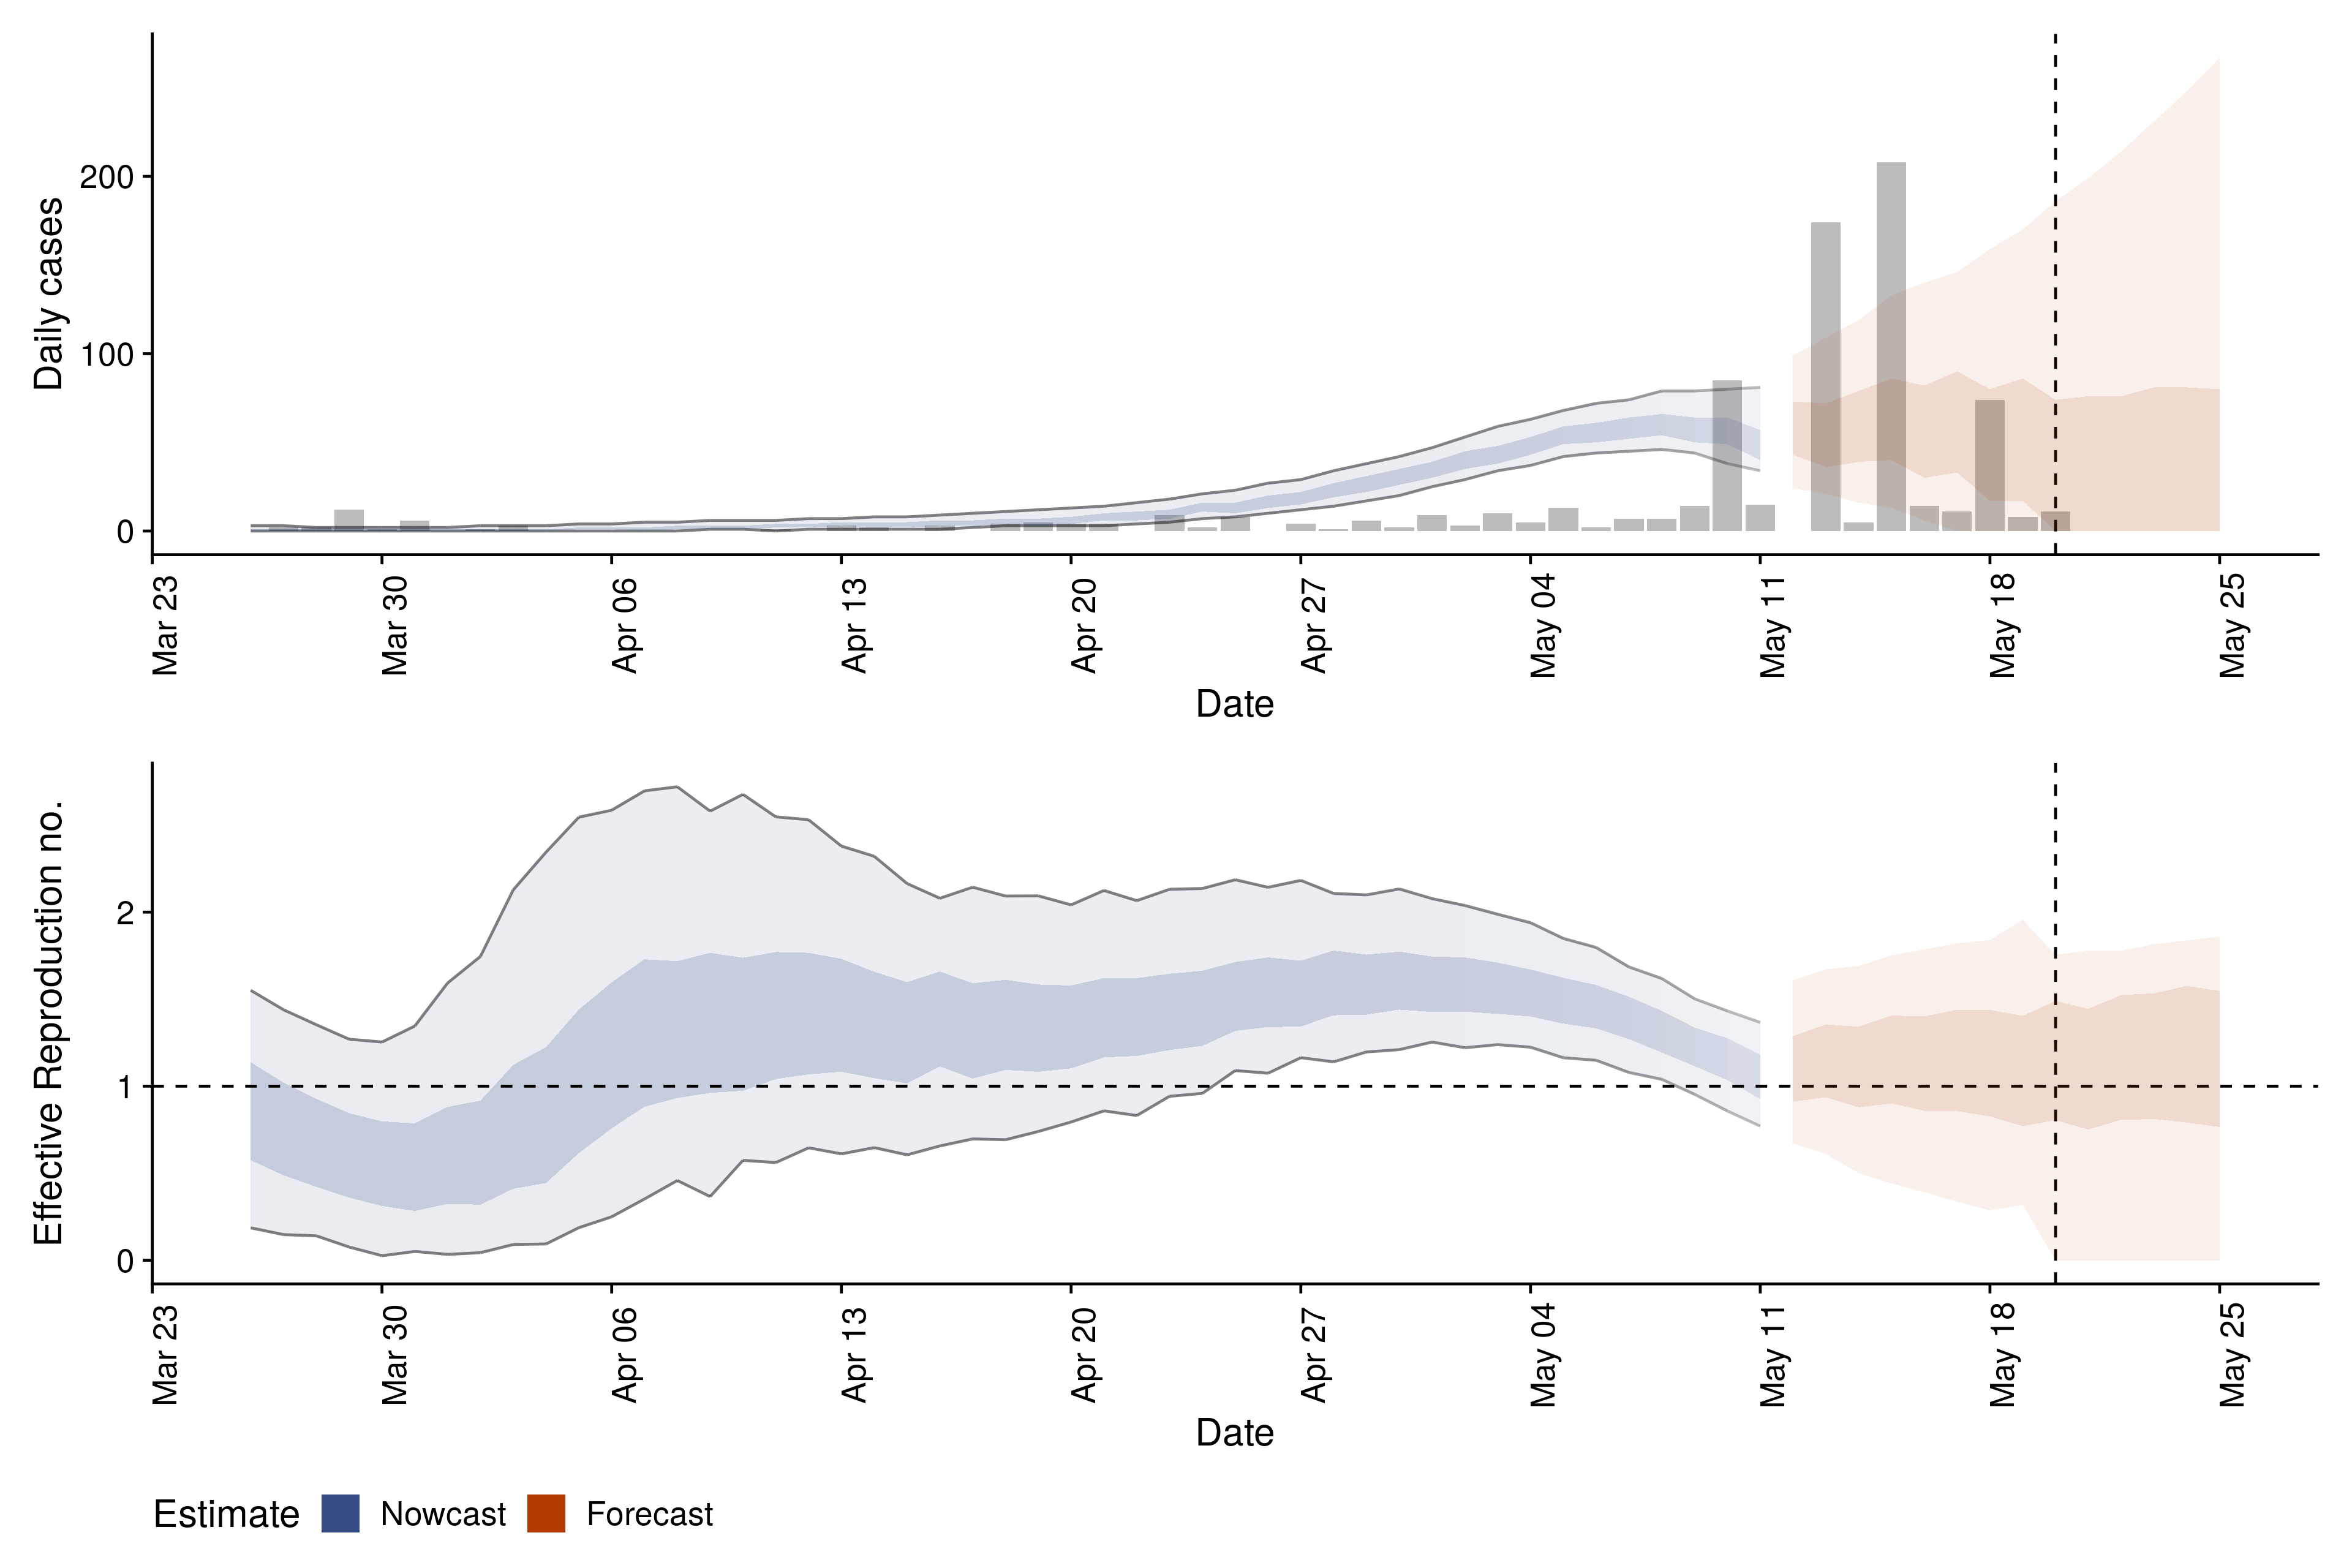 Daily cases
200
100
0
Mar 23
Mar 30
Apr 06
Apr 13
Apr 20
Apr 27
May 04
May 11
May 18
May 25
Date
Effective Reproduction no.
2
1
0
Mar 23
Mar 30
Apr 06
Apr 13
Apr 20
Apr 27
May 04
May 11
May 18
May 25
Date
Estimate Nowcast Forecast